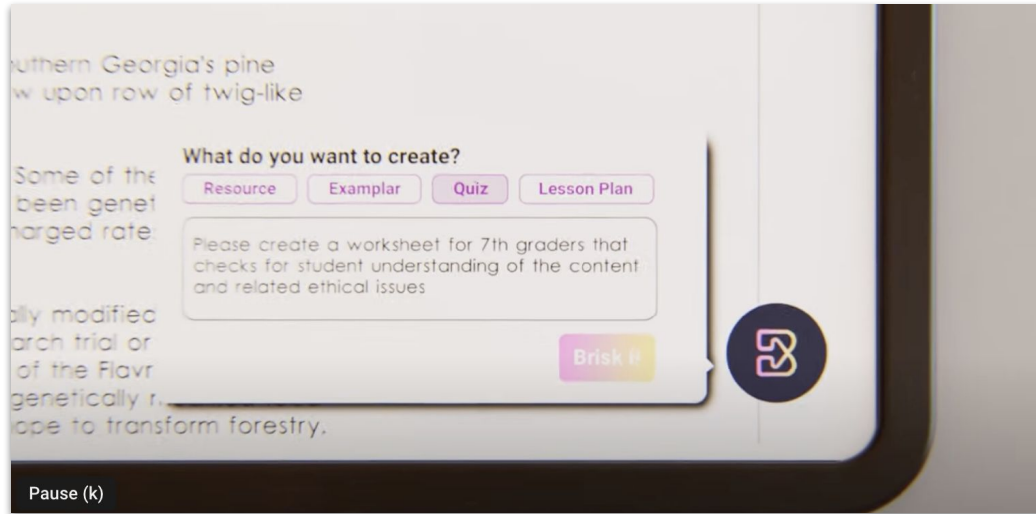 uthern Georgia's pine
w upon row of twig-like
Some of the
been genet
harged rate
ally modified
arch trial or
of the Flavr
genetically
ope to transform forestry.
What do you want to create?
Resource
Examplar
Quiz
Lesson Plan
Please create a worksheet for 7th graders that
checks for student understanding of the content
and related ethical issues
Brisk it
Pause (k)